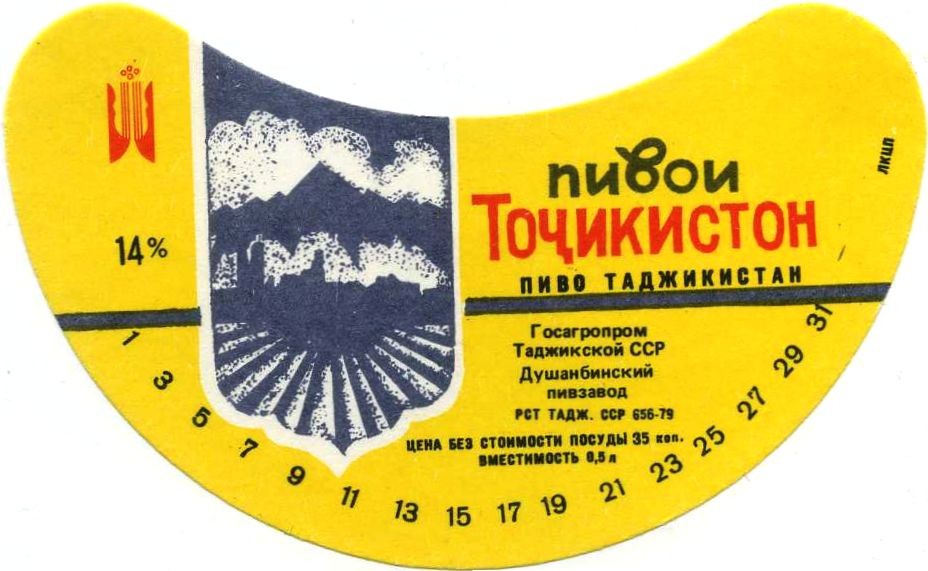 14%
пивои
Тоҷикистон
ПИВО ТАДЖИКИСТАН
ЛКЦП
Госагропром
Таджикской ССР
Душанбинский
пивзавод
РСТ ТАДЖ. ССР 656-79
ЦЕНА БЕЗ СТОИМОСТИ ПОСУДЫ 35 коп.
ВМЕСТИМОСТЬ 0,5 л
1 3 5 7 9 11 13 15 17 19 21 23 25 27 29 31